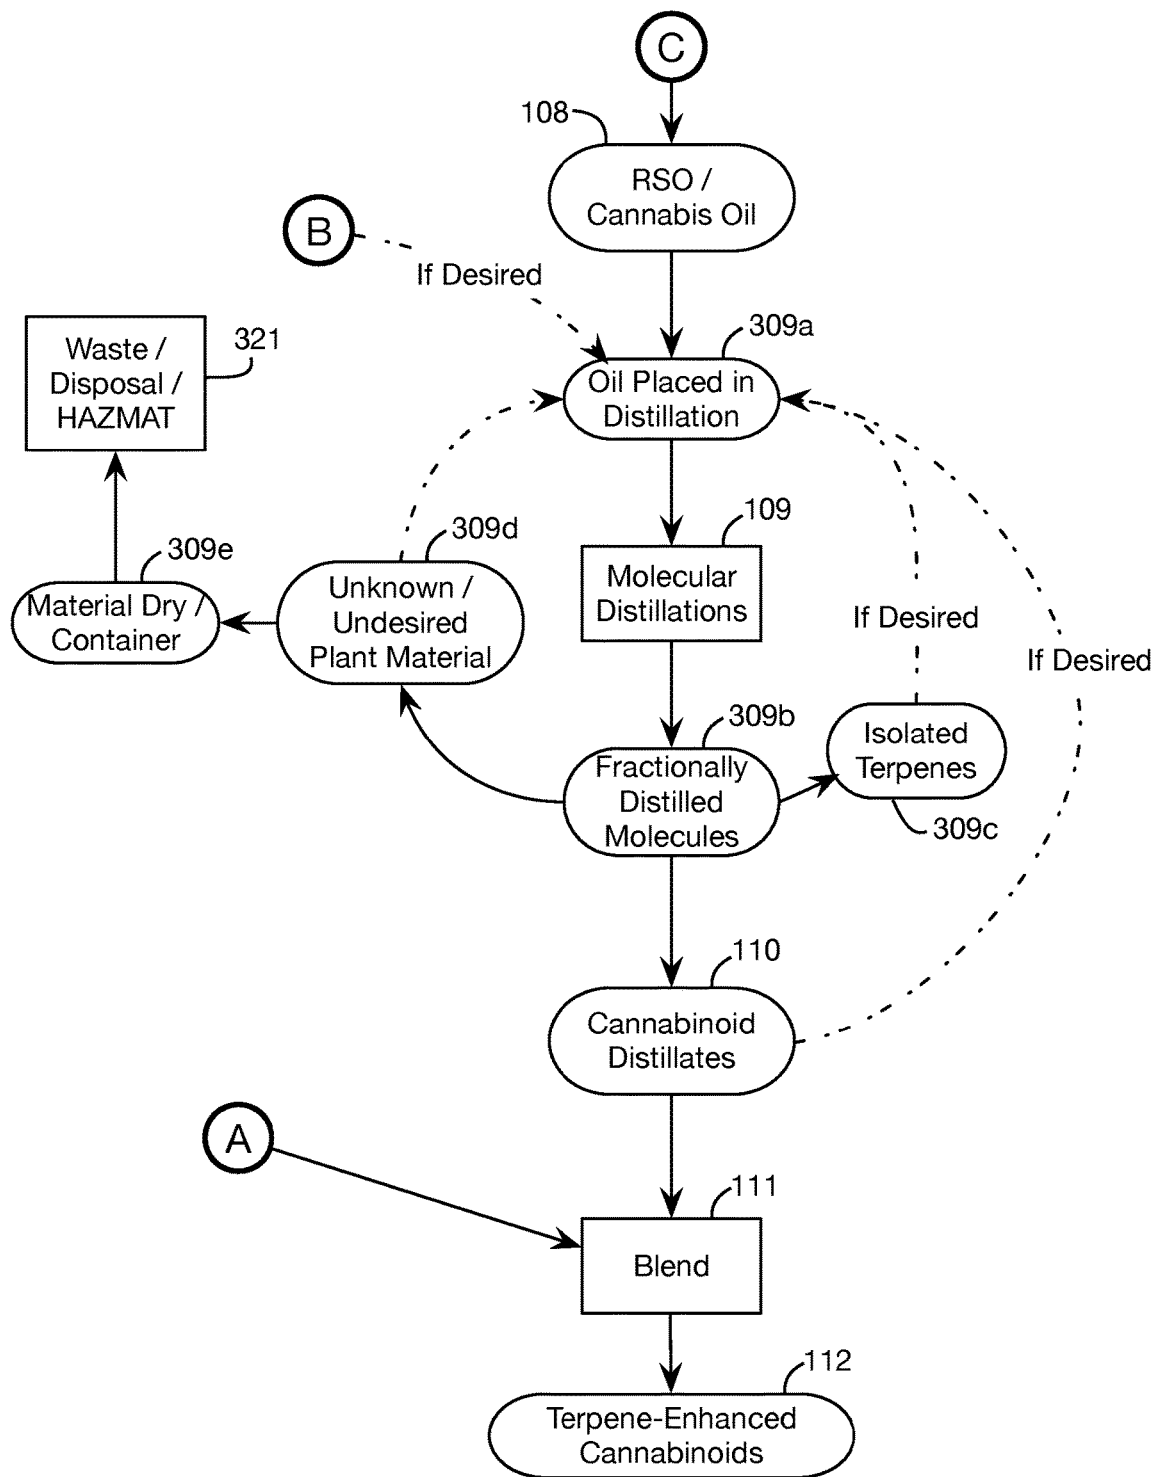 C
108
RSO /
Cannabis Oil
B
If Desired
309a
Oil Placed in
Distillation
Waste /
Disposal /
HAZMAT
321
109
Molecular
Distillations
309d
Unknown /
Undesired
Plant Material
309e
Material Dry /
Container
If Desired
If Desired
309b
Fractionally
Distilled
Molecules
Isolated
Terpenes
309c
110
Cannabinoid
Distillates
A
111
Blend
112
Terpene-Enhanced
Cannabinoids